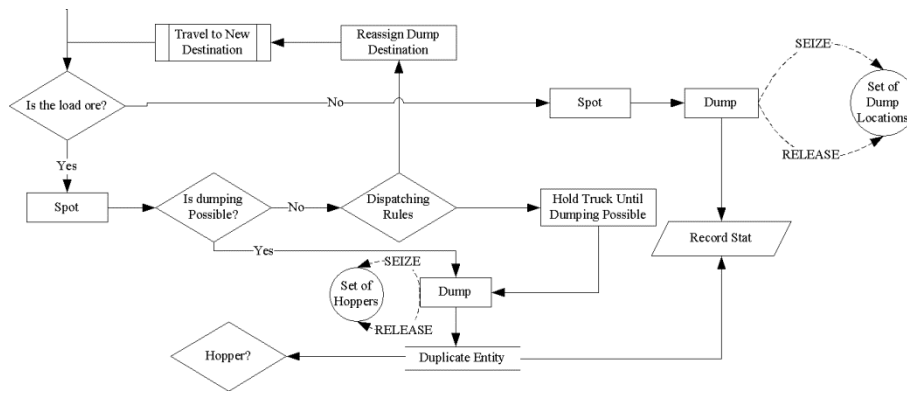 Travel to New
Destination
Reassign Dump
Destination
SEIZE
Is the load ore?
No
Spot
Dump
Set of
Dump
Locations
RELEASE
Yes
Spot
Is dumping
Possible?
No
Dispatching
Rules
Hold Truck Until
Dumping Possible
Record Stat
Yes
SEIZE
Set of
Hoppers
Dump
RELEASE
Hopper?
Duplicate Entity